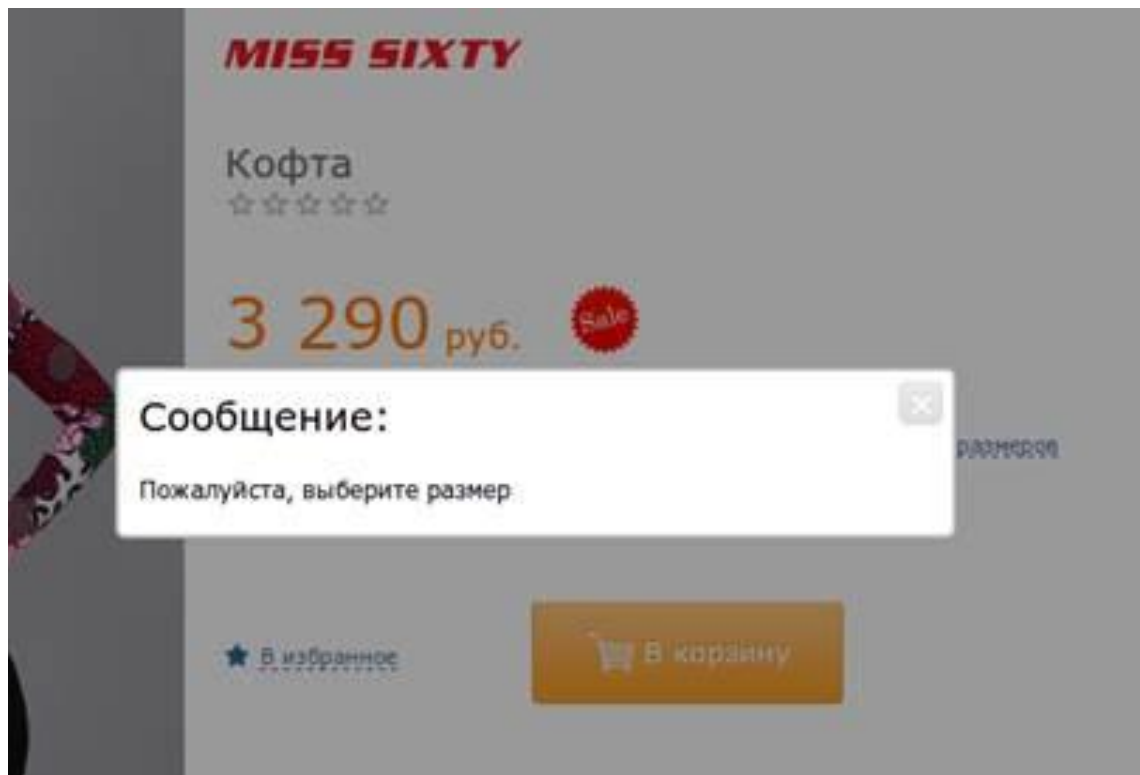 MISS SIXTY
Кофта
3 290 руб.
Sale
Сообщение:
размеров
Пожалуйста, выберите размер
В избранное
В корзину